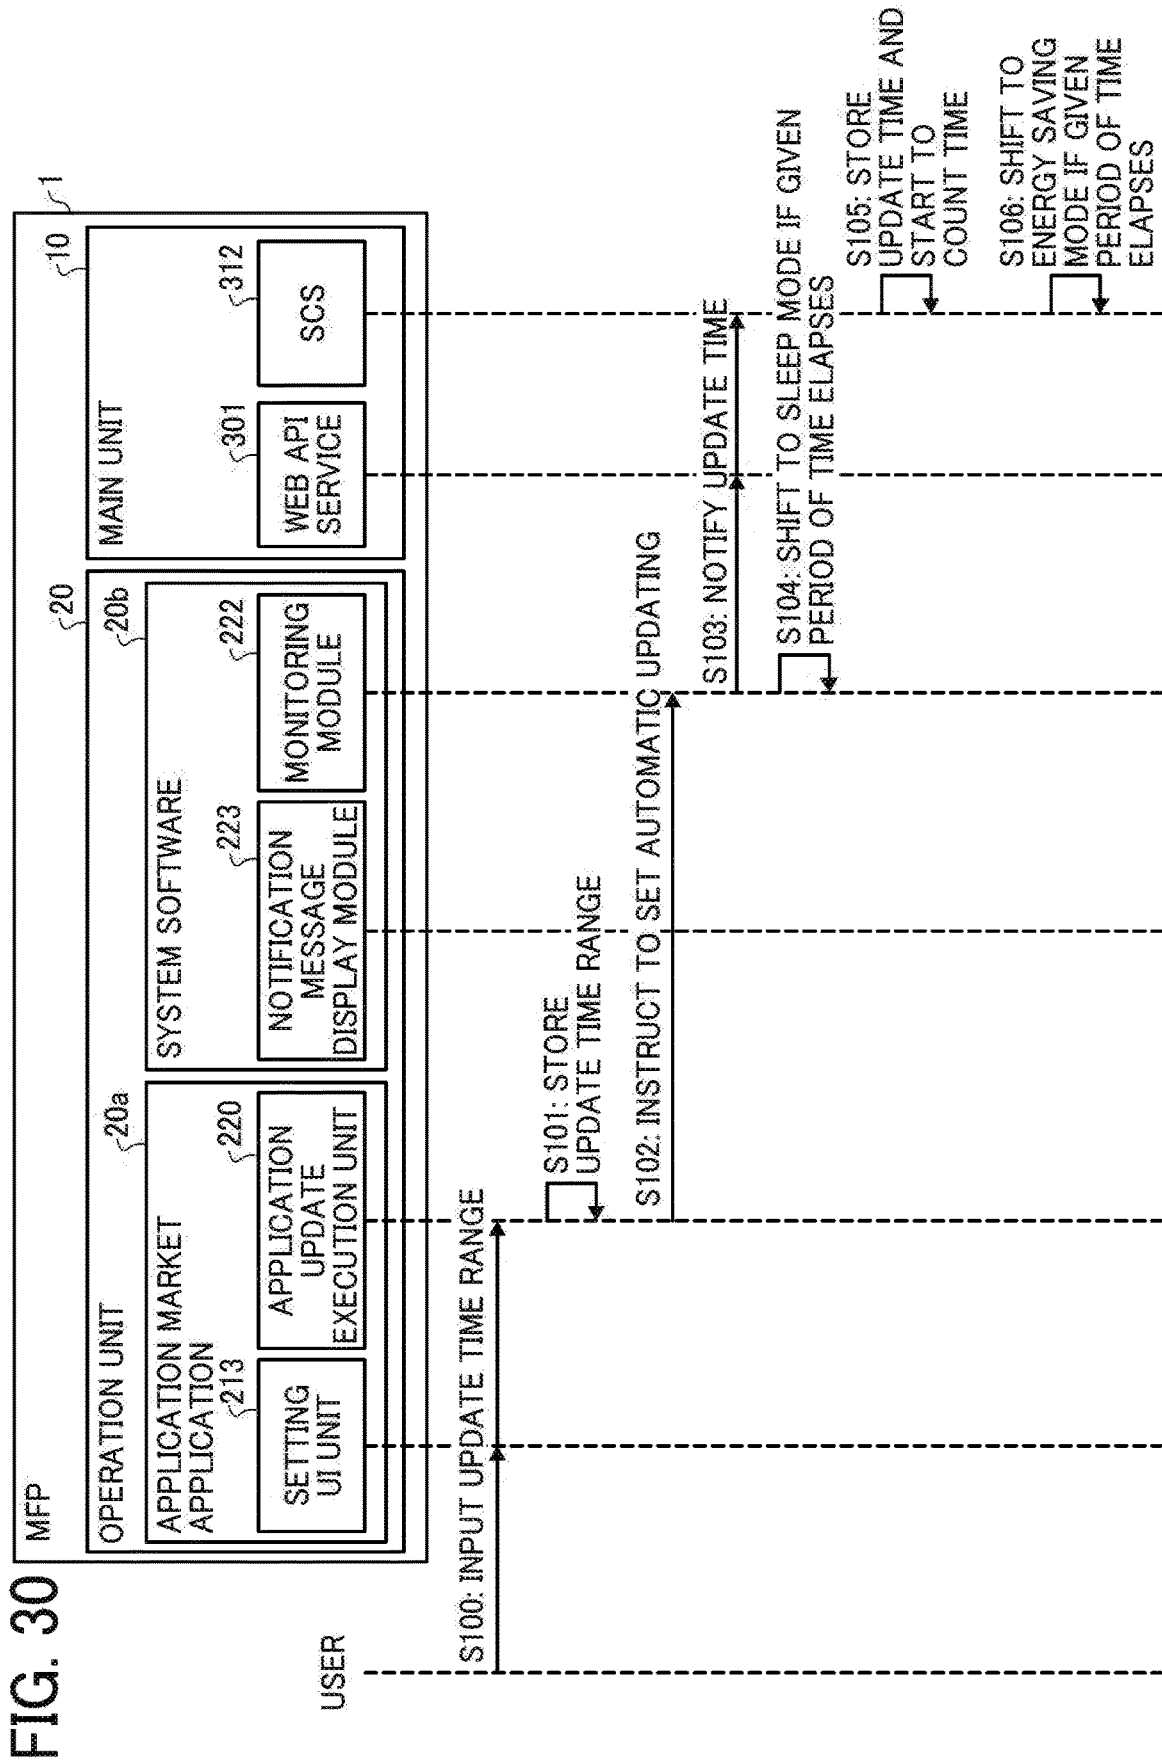 FIG. 30
MFP
1
OPERATION UNIT
20
MAIN UNIT
10
APPLICATION MARKET
APPLICATION
20a
SYSTEM SOFTWARE
20b
213
SETTING
UI UNIT
220
APPLICATION
UPDATE
EXECUTION UNIT
223
NOTIFICATION
MESSAGE
DISPLAY MODULE
222
MONITORING
MODULE
301
WEB API
SERVICE
312
SCS
USER
S100: INPUT UPDATE TIME RANGE
S101: STORE
UPDATE TIME RANGE
S102: INSTRUCT TO SET AUTOMATIC UPDATING
S103: NOTIFY UPDATE TIME
S104: SHIFT TO SLEEP MODE IF GIVEN
PERIOD OF TIME ELAPSES
S105: STORE
UPDATE TIME AND
START TO
COUNT TIME
S106: SHIFT TO
ENERGY SAVING
MODE IF GIVEN
PERIOD OF TIME
ELAPSES